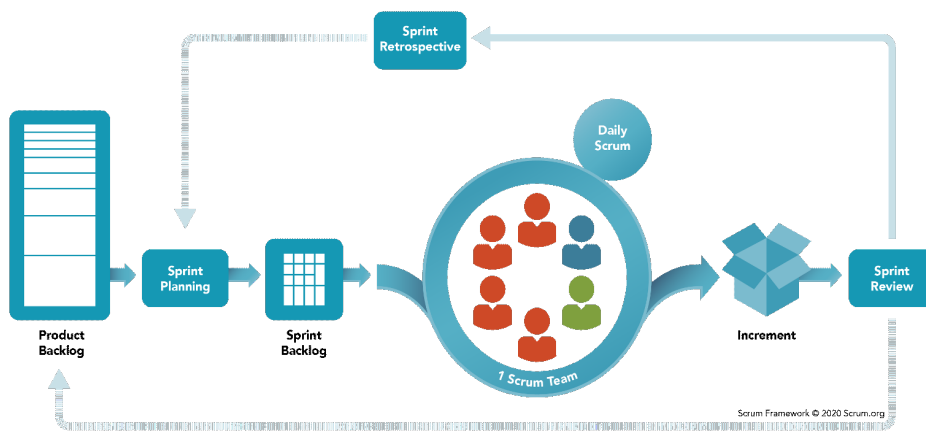 Sprint
Retrospective
Daily
Scrum
Sprint
Planning
Sprint
Review
Product
Backlog
Sprint
Backlog
Increment
1 Scrum Team
Scrum Framework © 2020 Scrum.org